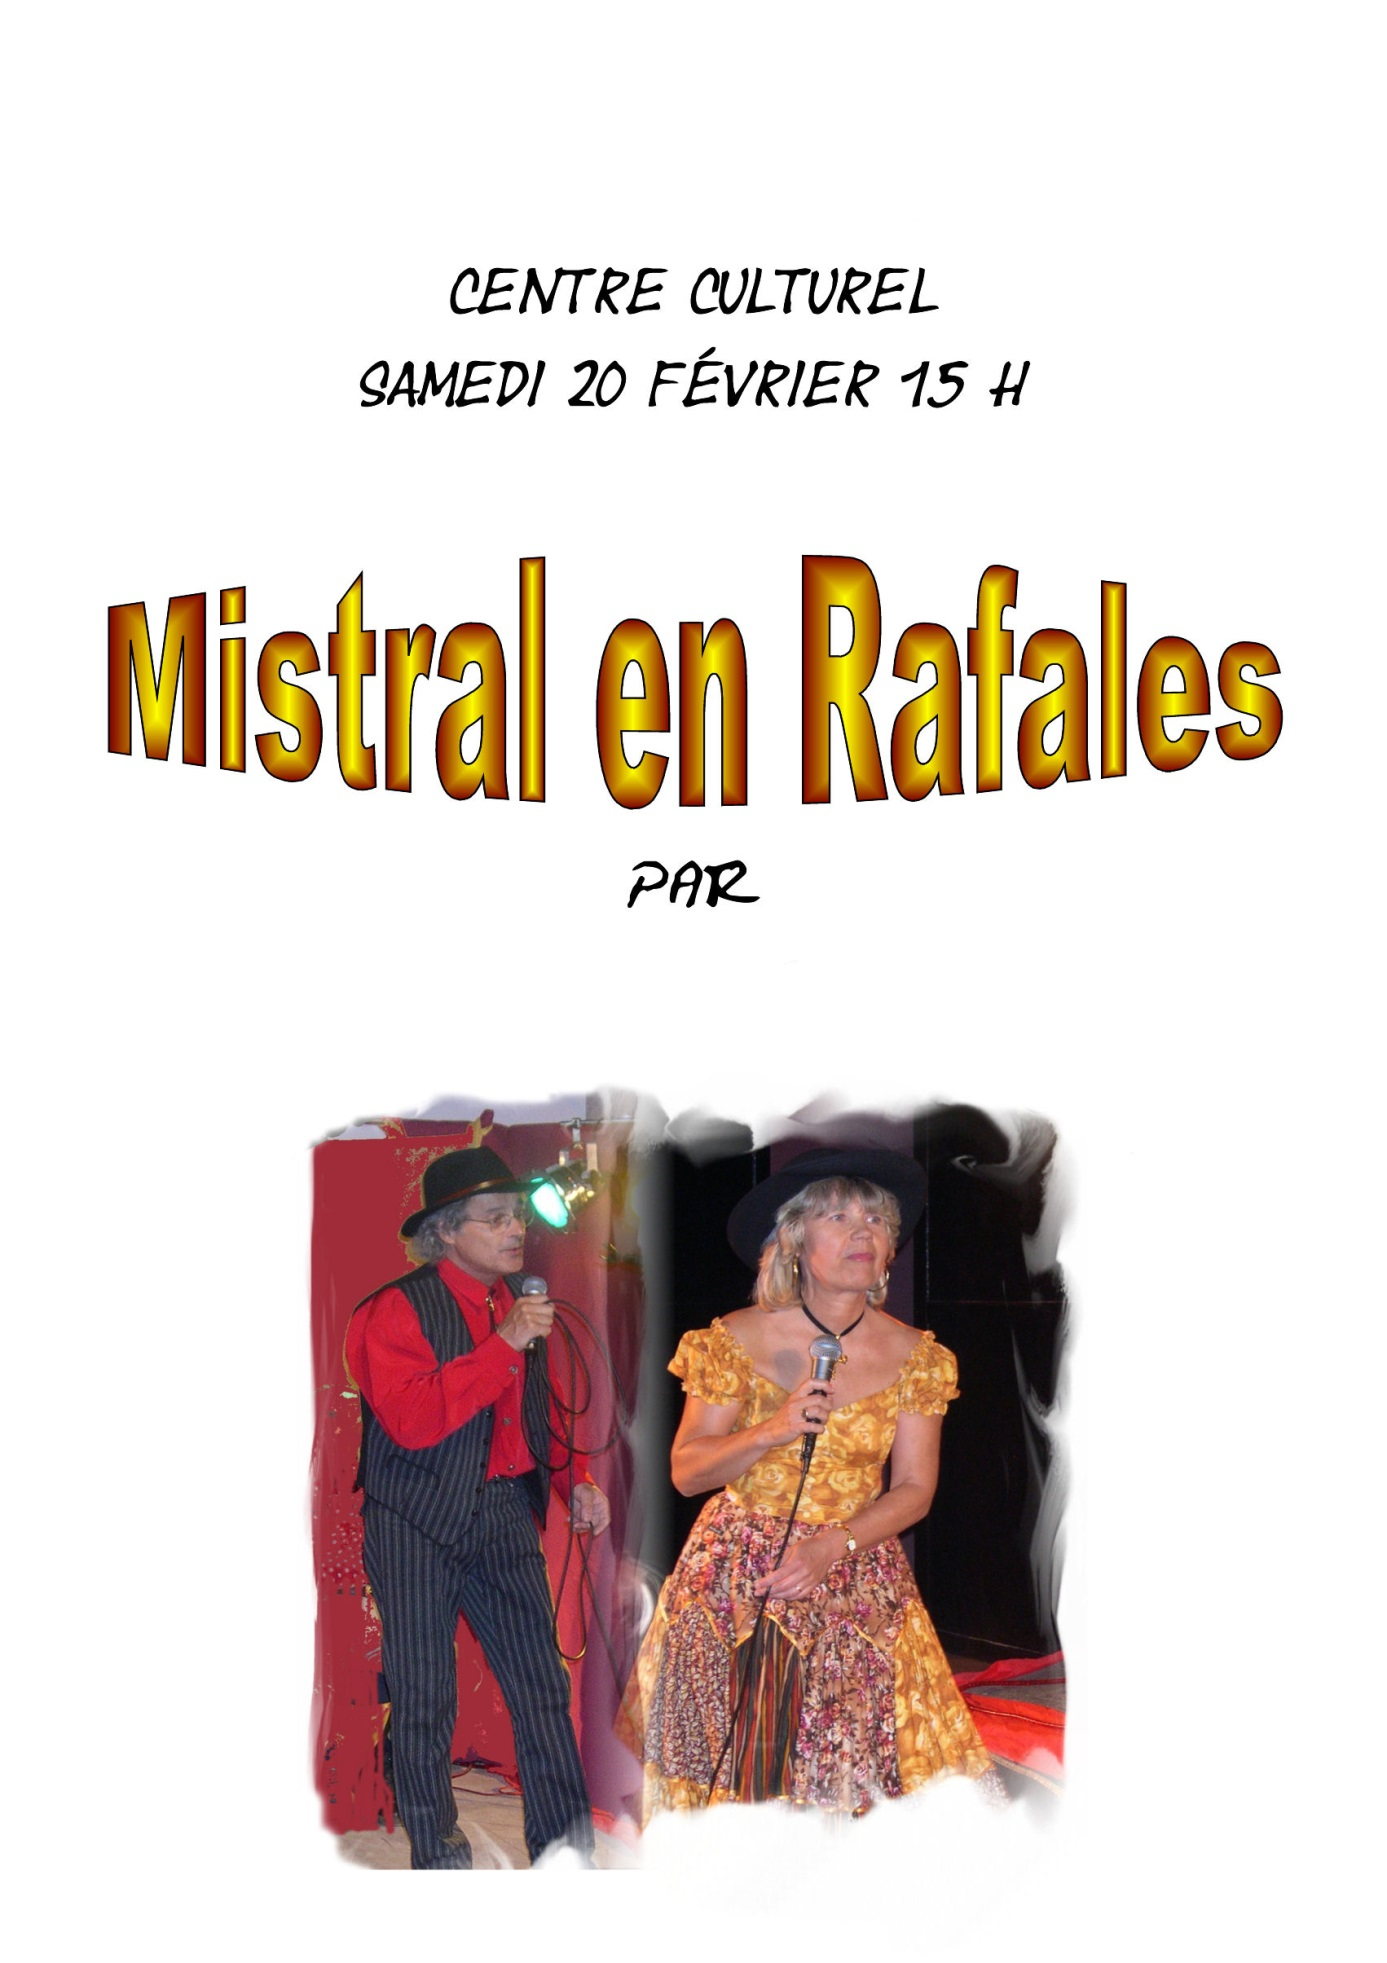 CENTRE CULTUREL
SAMEDI 20 FÉVRIER 15 H
Mistral en Rafales
PAR